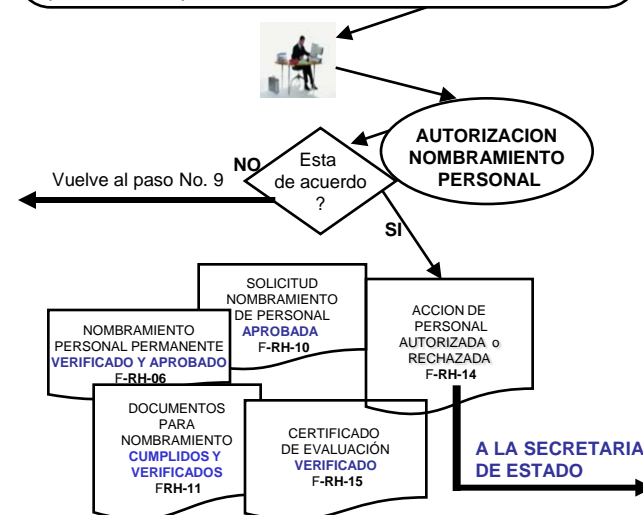 AUTORIZACION
NOMBRAMIENTO
PERSONAL
Esta
de acuerdo
?
NO
Vuelve al paso No. 9
SI
SOLICITUD
NOMBRAMIENTO
DE PERSONAL
APROBADA
F-RH-10
NOMBRAMIENTO
PERSONAL PERMANENTE
VERIFICADO Y APROBADO
F-RH-06
ACCION DE
PERSONAL
AUTORIZADA o
RECHAZADA
F-RH-14
DOCUMENTOS
PARA
NOMBRAMIENTO
CUMPLIDOS Y
VERIFICADOS
FRH-11
CERTIFICADO
DE EVALUACIÓN
VERIFICADO
F-RH-15
A LA SECRETARIA
DE ESTADO